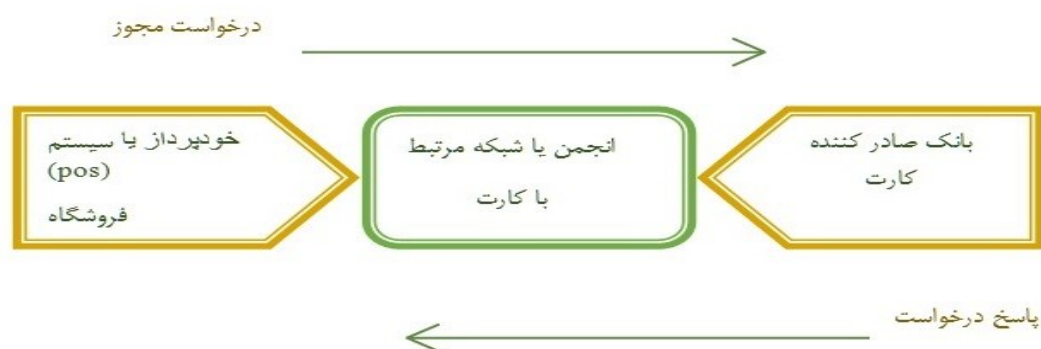 درخواست مجوز
بانک صادر کننده
کارت
انجمن یا شبکه مرتبط
با کارت
خودپرداز یا سیستم
(pos)
فروشگاه
پاسخ درخواست